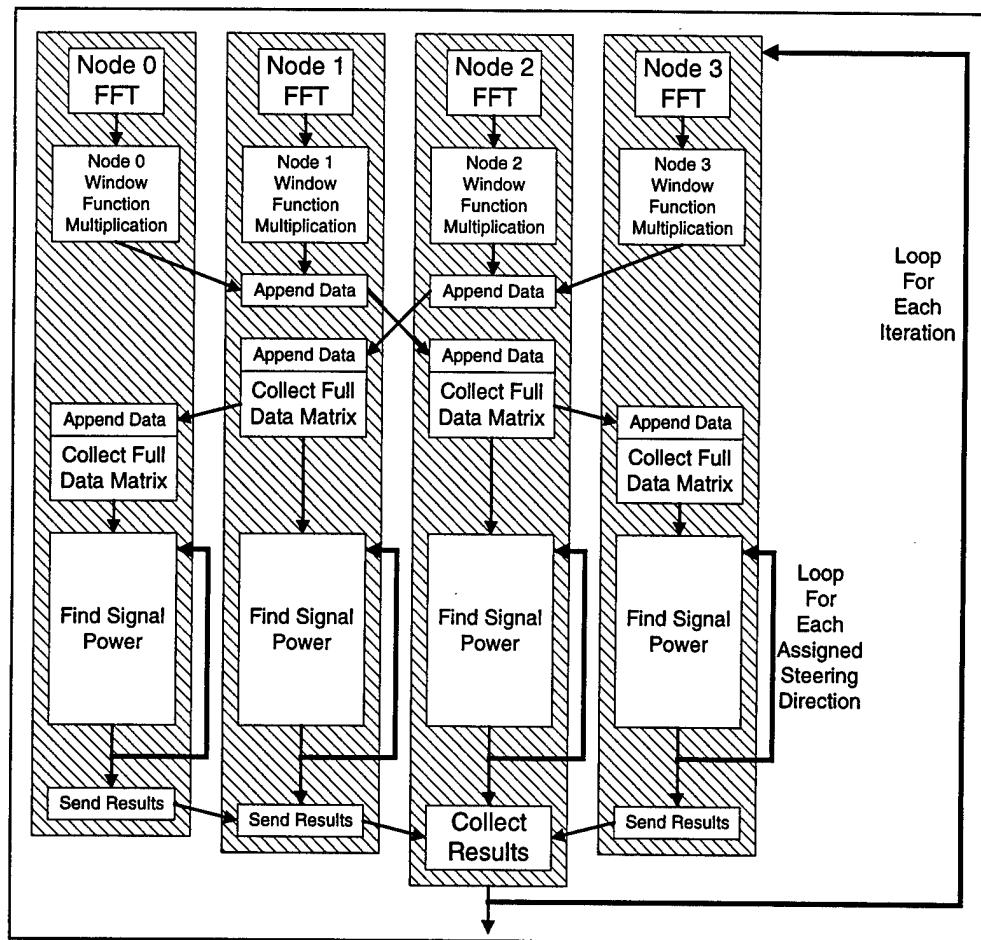 Node 0
FFT
Node 1
FFT
Node 2
FFT
Node 3
FFT
Node 0
Window
Function
Multiplication
Node 1
Window
Function
Multiplication
Node 2
Window
Function
Multiplication
Node 3
Window
Function
Multiplication
Append Data
Append Data
Loop
For
Each
Iteration
Append Data
Collect Full
Data Matrix
Append Data
Collect Full
Data Matrix
Append Data
Collect Full
Data Matrix
Append Data
Collect Full
Data Matrix
Find Signal
Power
Find Signal
Power
Find Signal
Power
Find Signal
Power
Loop
For
Each
Assigned
Steering
Direction
Send Results
Send Results
Collect
Results
Send Results